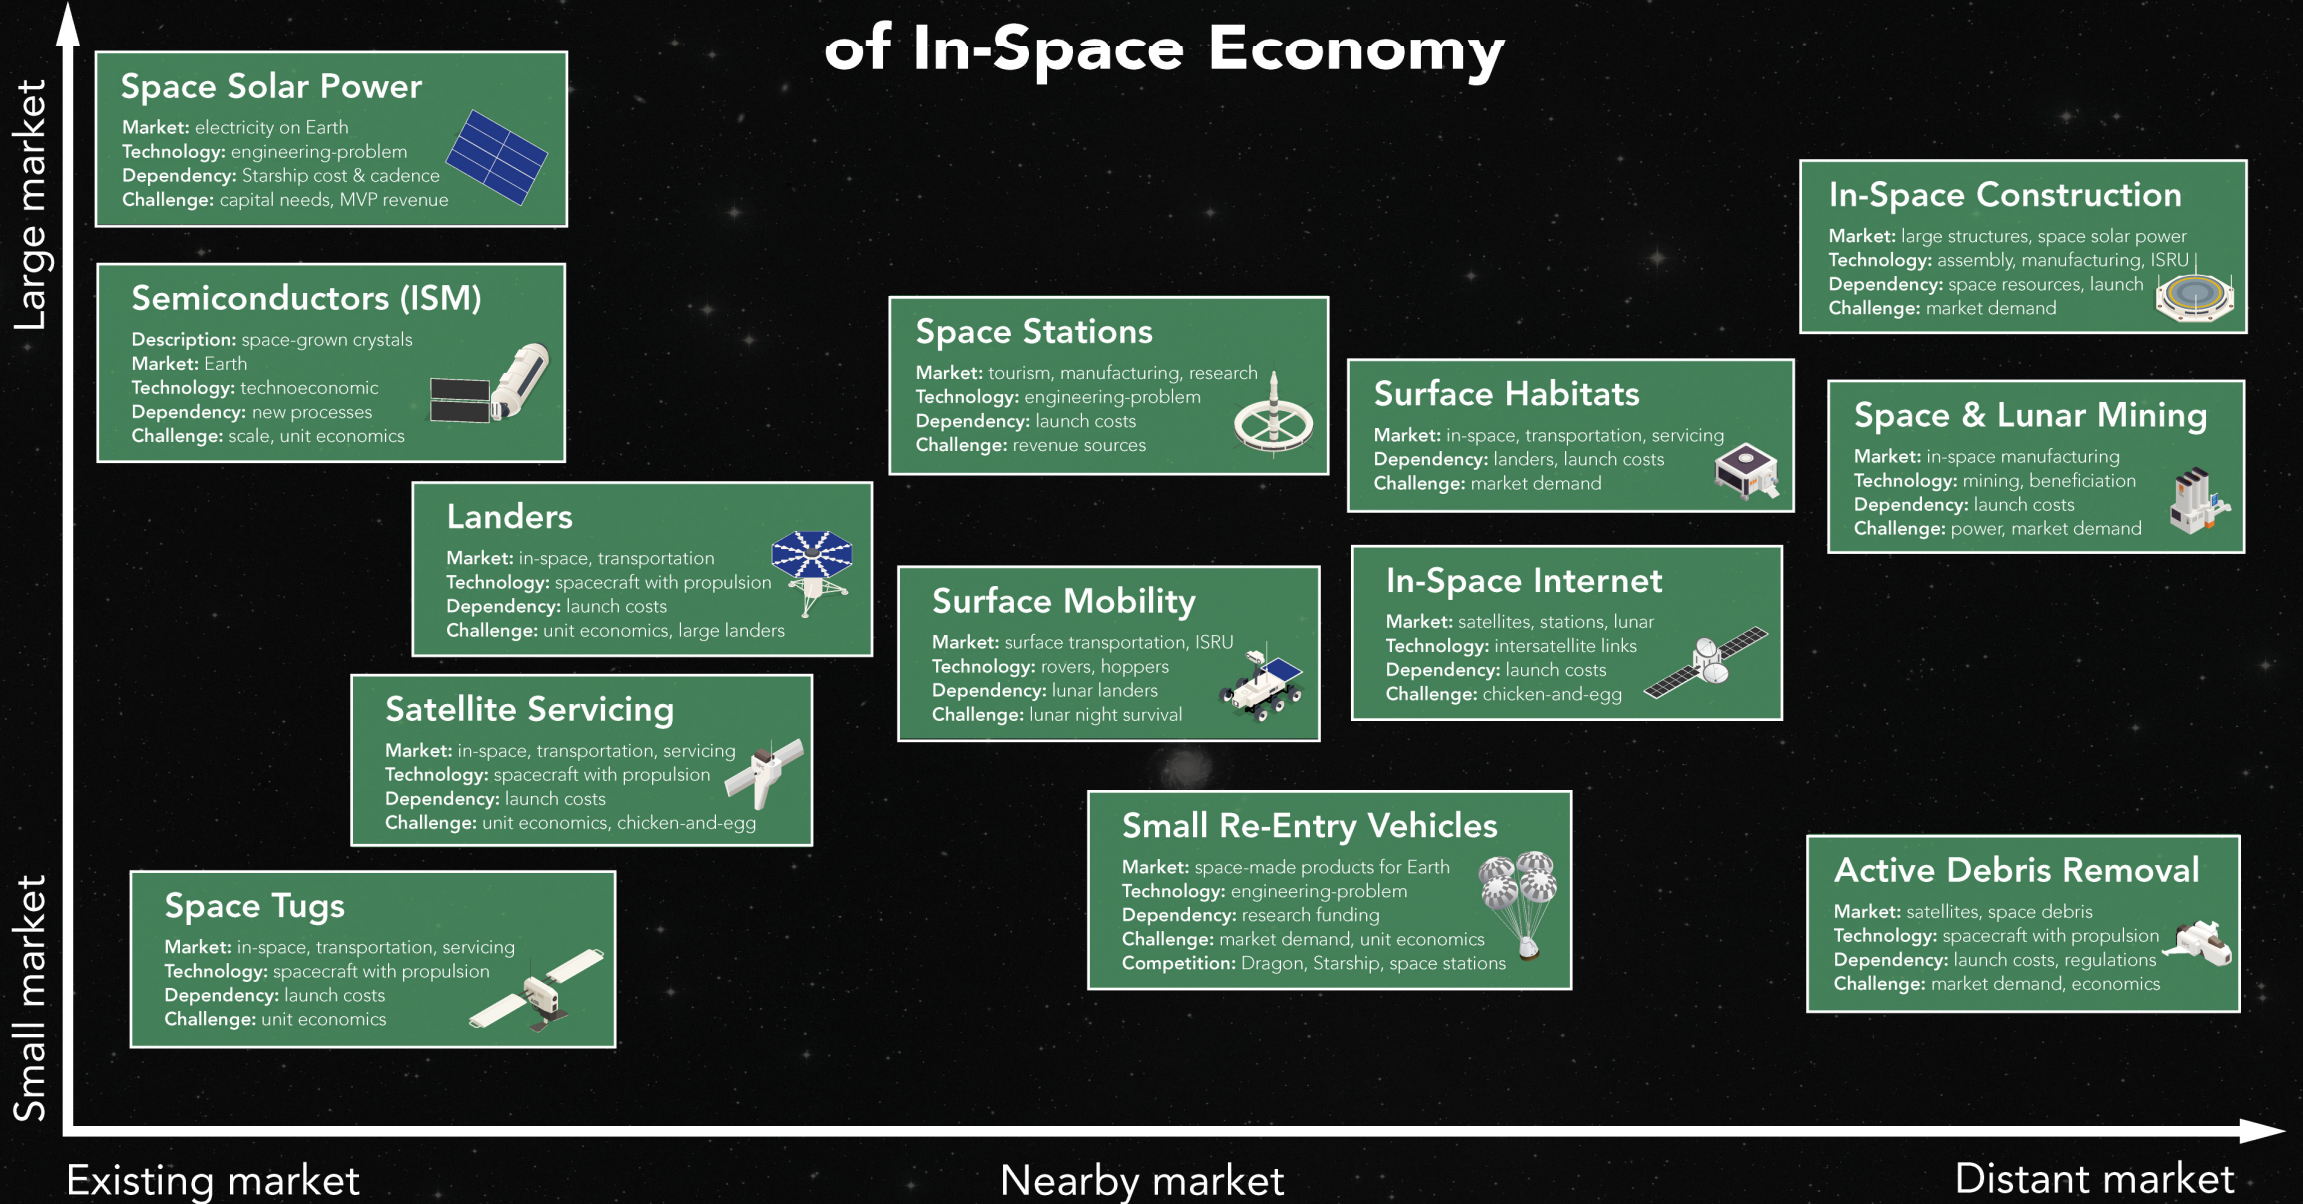 of In-Space Economy
Large market
Small market
Space Solar Power
Market: electricity on Earth
Technology: engineering-problem
Dependency: Starship cost & cadence
Challenge: capital needs, MVP revenue
Semiconductors (ISM)
Description: space-grown crystals
Market: Earth
Technology: technoeconomic
Dependency: new processes
Challenge: scale, unit economics
Landers
Market: in-space, transportation
Technology: spacecraft with propulsion
Dependency: launch costs
Challenge: unit economics, large landers
Satellite Servicing
Market: in-space, transportation, servicing
Technology: spacecraft with propulsion
Dependency: launch costs
Challenge: unit economics, chicken-and-egg
Space Tugs
Market: in-space, transportation, servicing
Technology: spacecraft with propulsion
Dependency: launch costs
Challenge: unit economics
Space Stations
Market: tourism, manufacturing, research
Technology: engineering-problem
Dependency: launch costs
Challenge: revenue sources
Surface Mobility
Market: surface transportation, ISRU
Technology: rovers, hoppers
Dependency: lunar landers
Challenge: lunar night survival
Small Re-Entry Vehicles
Market: space-made products for Earth
Technology: engineering-problem
Dependency: research funding
Challenge: market demand, unit economics
Competition: Dragon, Starship, space stations
Surface Habitats
Market: in-space, transportation, servicing
Dependency: landers, launch costs
Challenge: market demand
In-Space Internet
Market: satellites, stations, lunar
Technology: intersatellite links
Dependency: launch costs
Challenge: chicken-and-egg
In-Space Construction
Market: large structures, space solar power
Technology: assembly, manufacturing, ISRU
Dependency: space resources, launch
Challenge: market demand
Space & Lunar Mining
Market: in-space manufacturing
Technology: mining, beneficiation
Dependency: launch costs
Challenge: power, market demand
Active Debris Removal
Market: satellites, space debris
Technology: spacecraft with propulsion
Dependency: launch costs, regulations
Challenge: market demand, economics
Existing market
Nearby market
Distant market